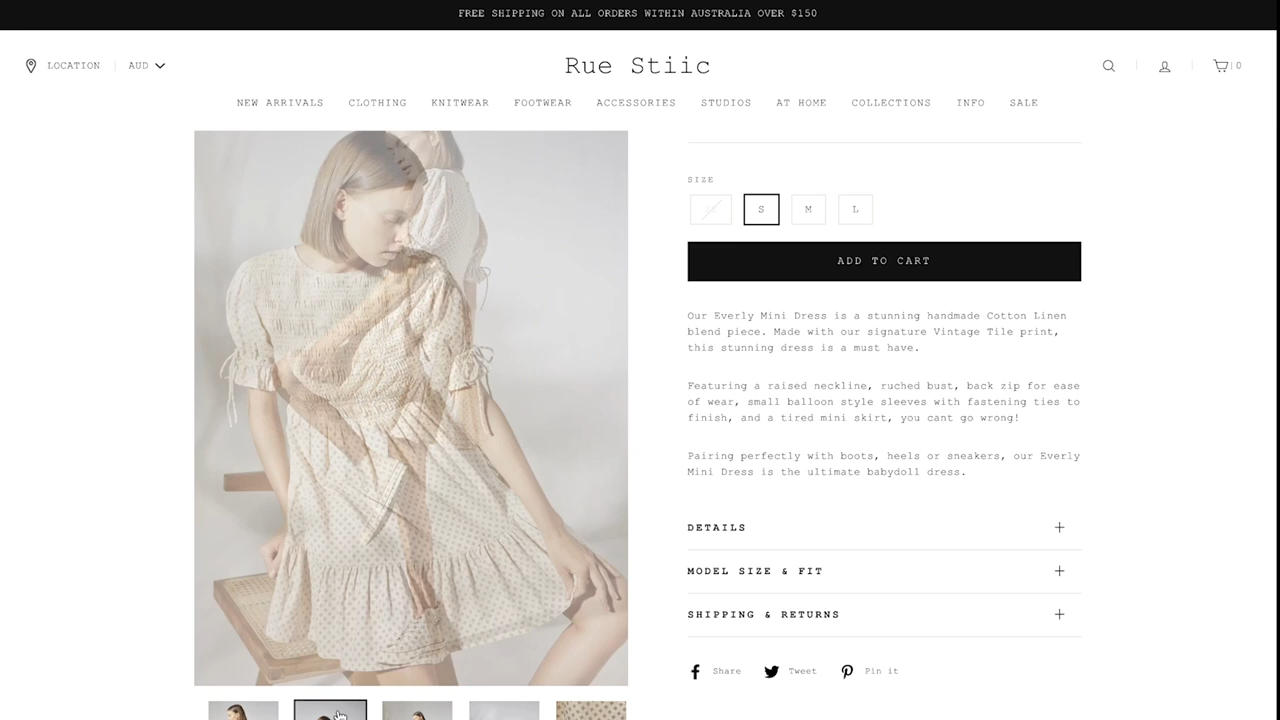 FREE SHIPPING ON ALL ORDERS WITHIN AUSTRALIA OVER $150
LOCATION
AUD
Rue Stiic
0
NEW ARRIVALS CLOTHING KNITWEAR FOOTWEAR ACCESSORIES STUDIOS AT HOME COLLECTIONS INFO SALE
SIZE
S M L
ADD TO CART
Our Everly Mini Dress is a stunning handmade Cotton Linen
blend piece. Made with our signature Vintage Tile print,
this stunning dress is a must have.
Featuring a raised neckline, ruched bust, back zip for ease
of wear, small balloon style sleeves with fastening ties to
finish, and a tired mini skirt, you cant go wrong!
Pairing perfectly with boots, heels or sneakers, our Everly
Mini Dress is the ultimate babydoll dress.
DETAILS
MODEL SIZE & FIT
SHIPPING & RETURNS
Share Tweet Pin it